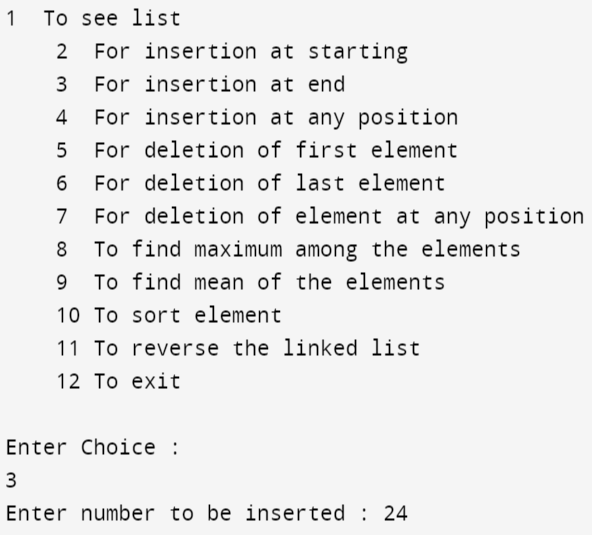 1  To see list
    2  For insertion at starting
    3  For insertion at end
    4  For insertion at any position
    5  For deletion of first element
    6  For deletion of last element
    7  For deletion of element at any position
    8  To find maximum among the elements
    9  To find mean of the elements
    10 To sort element
    11 To reverse the linked list
    12 To exit

Enter Choice :
3
Enter number to be inserted : 24